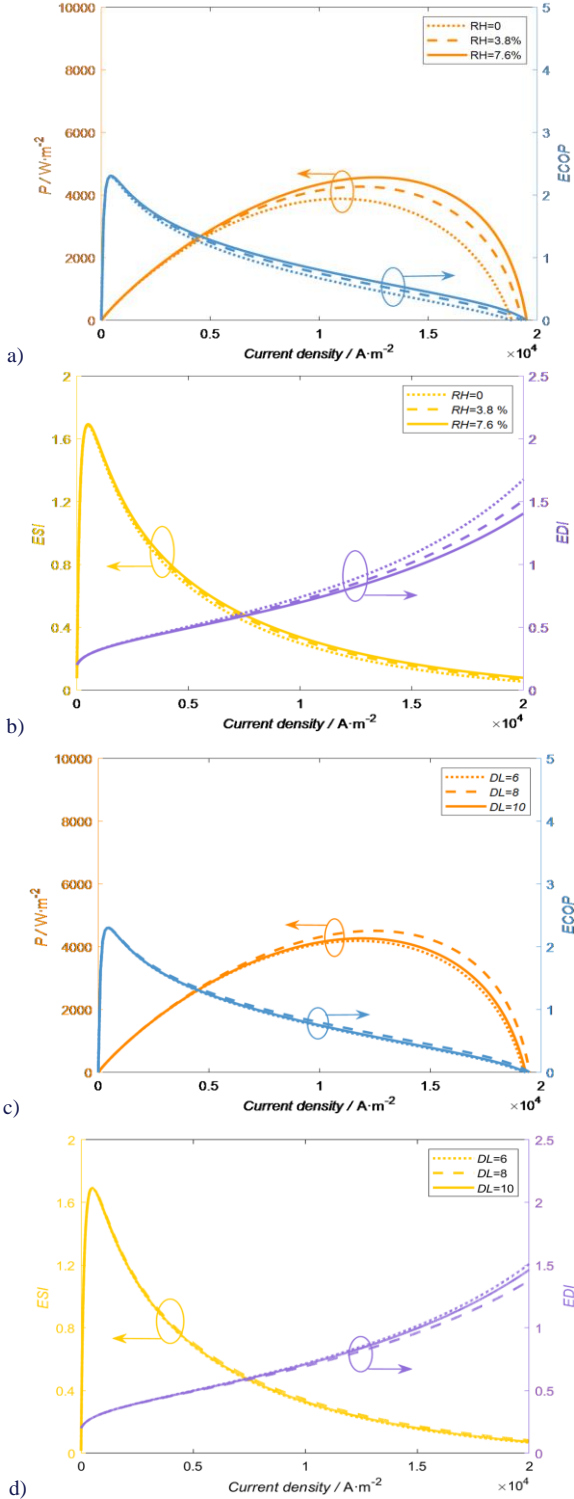 10000
8000
6000
4000
2000
0
P / W·m⁻²
RH=0
RH=3.8%
RH=7.6%
5
4
3
2
1
0
ECOP
0
0.5
1
1.5
2
×10⁴
Current density / A·m⁻²
a)
2
1.6
1.2
0.8
0.4
0
ESI
RH=0
RH=3.8 %
RH=7.6 %
2.5
2
1.5
1
0.5
0
EDI
0
0.5
1
1.5
2
×10⁴
Current density / A·m⁻²
b)
10000
8000
6000
4000
2000
0
P / W·m⁻²
DL=6
DL=8
DL=10
5
4
3
2
1
0
ECOP
0
0.5
1
1.5
2
×10⁴
Current density / A·m⁻²
c)
2
1.6
1.2
0.8
0.4
0
ESI
DL=6
DL=8
DL=10
2.5
2
1.5
1
0.5
0
EDI
0
0.5
1
1.5
2
×10⁴
Current density / A·m⁻²
d)